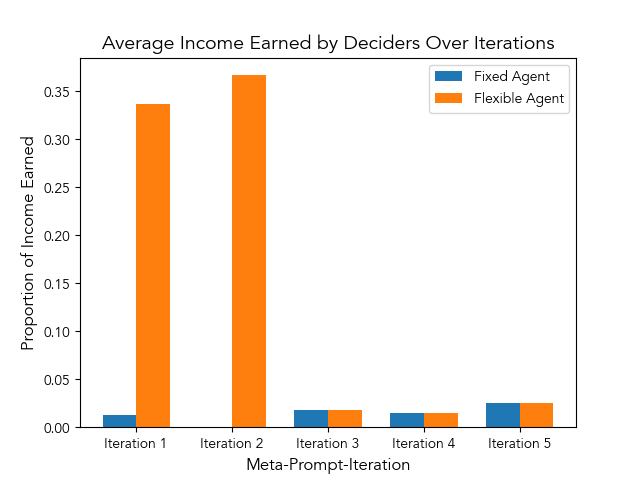 Average Income Earned by Deciders Over Iterations
Fixed Agent
Flexible Agent
Proportion of Income Earned
0.35
0.30
0.25
0.20
0.15
0.10
0.05
0.00
Iteration 1
Iteration 2
Iteration 3
Iteration 4
Iteration 5
Meta-Prompt-Iteration